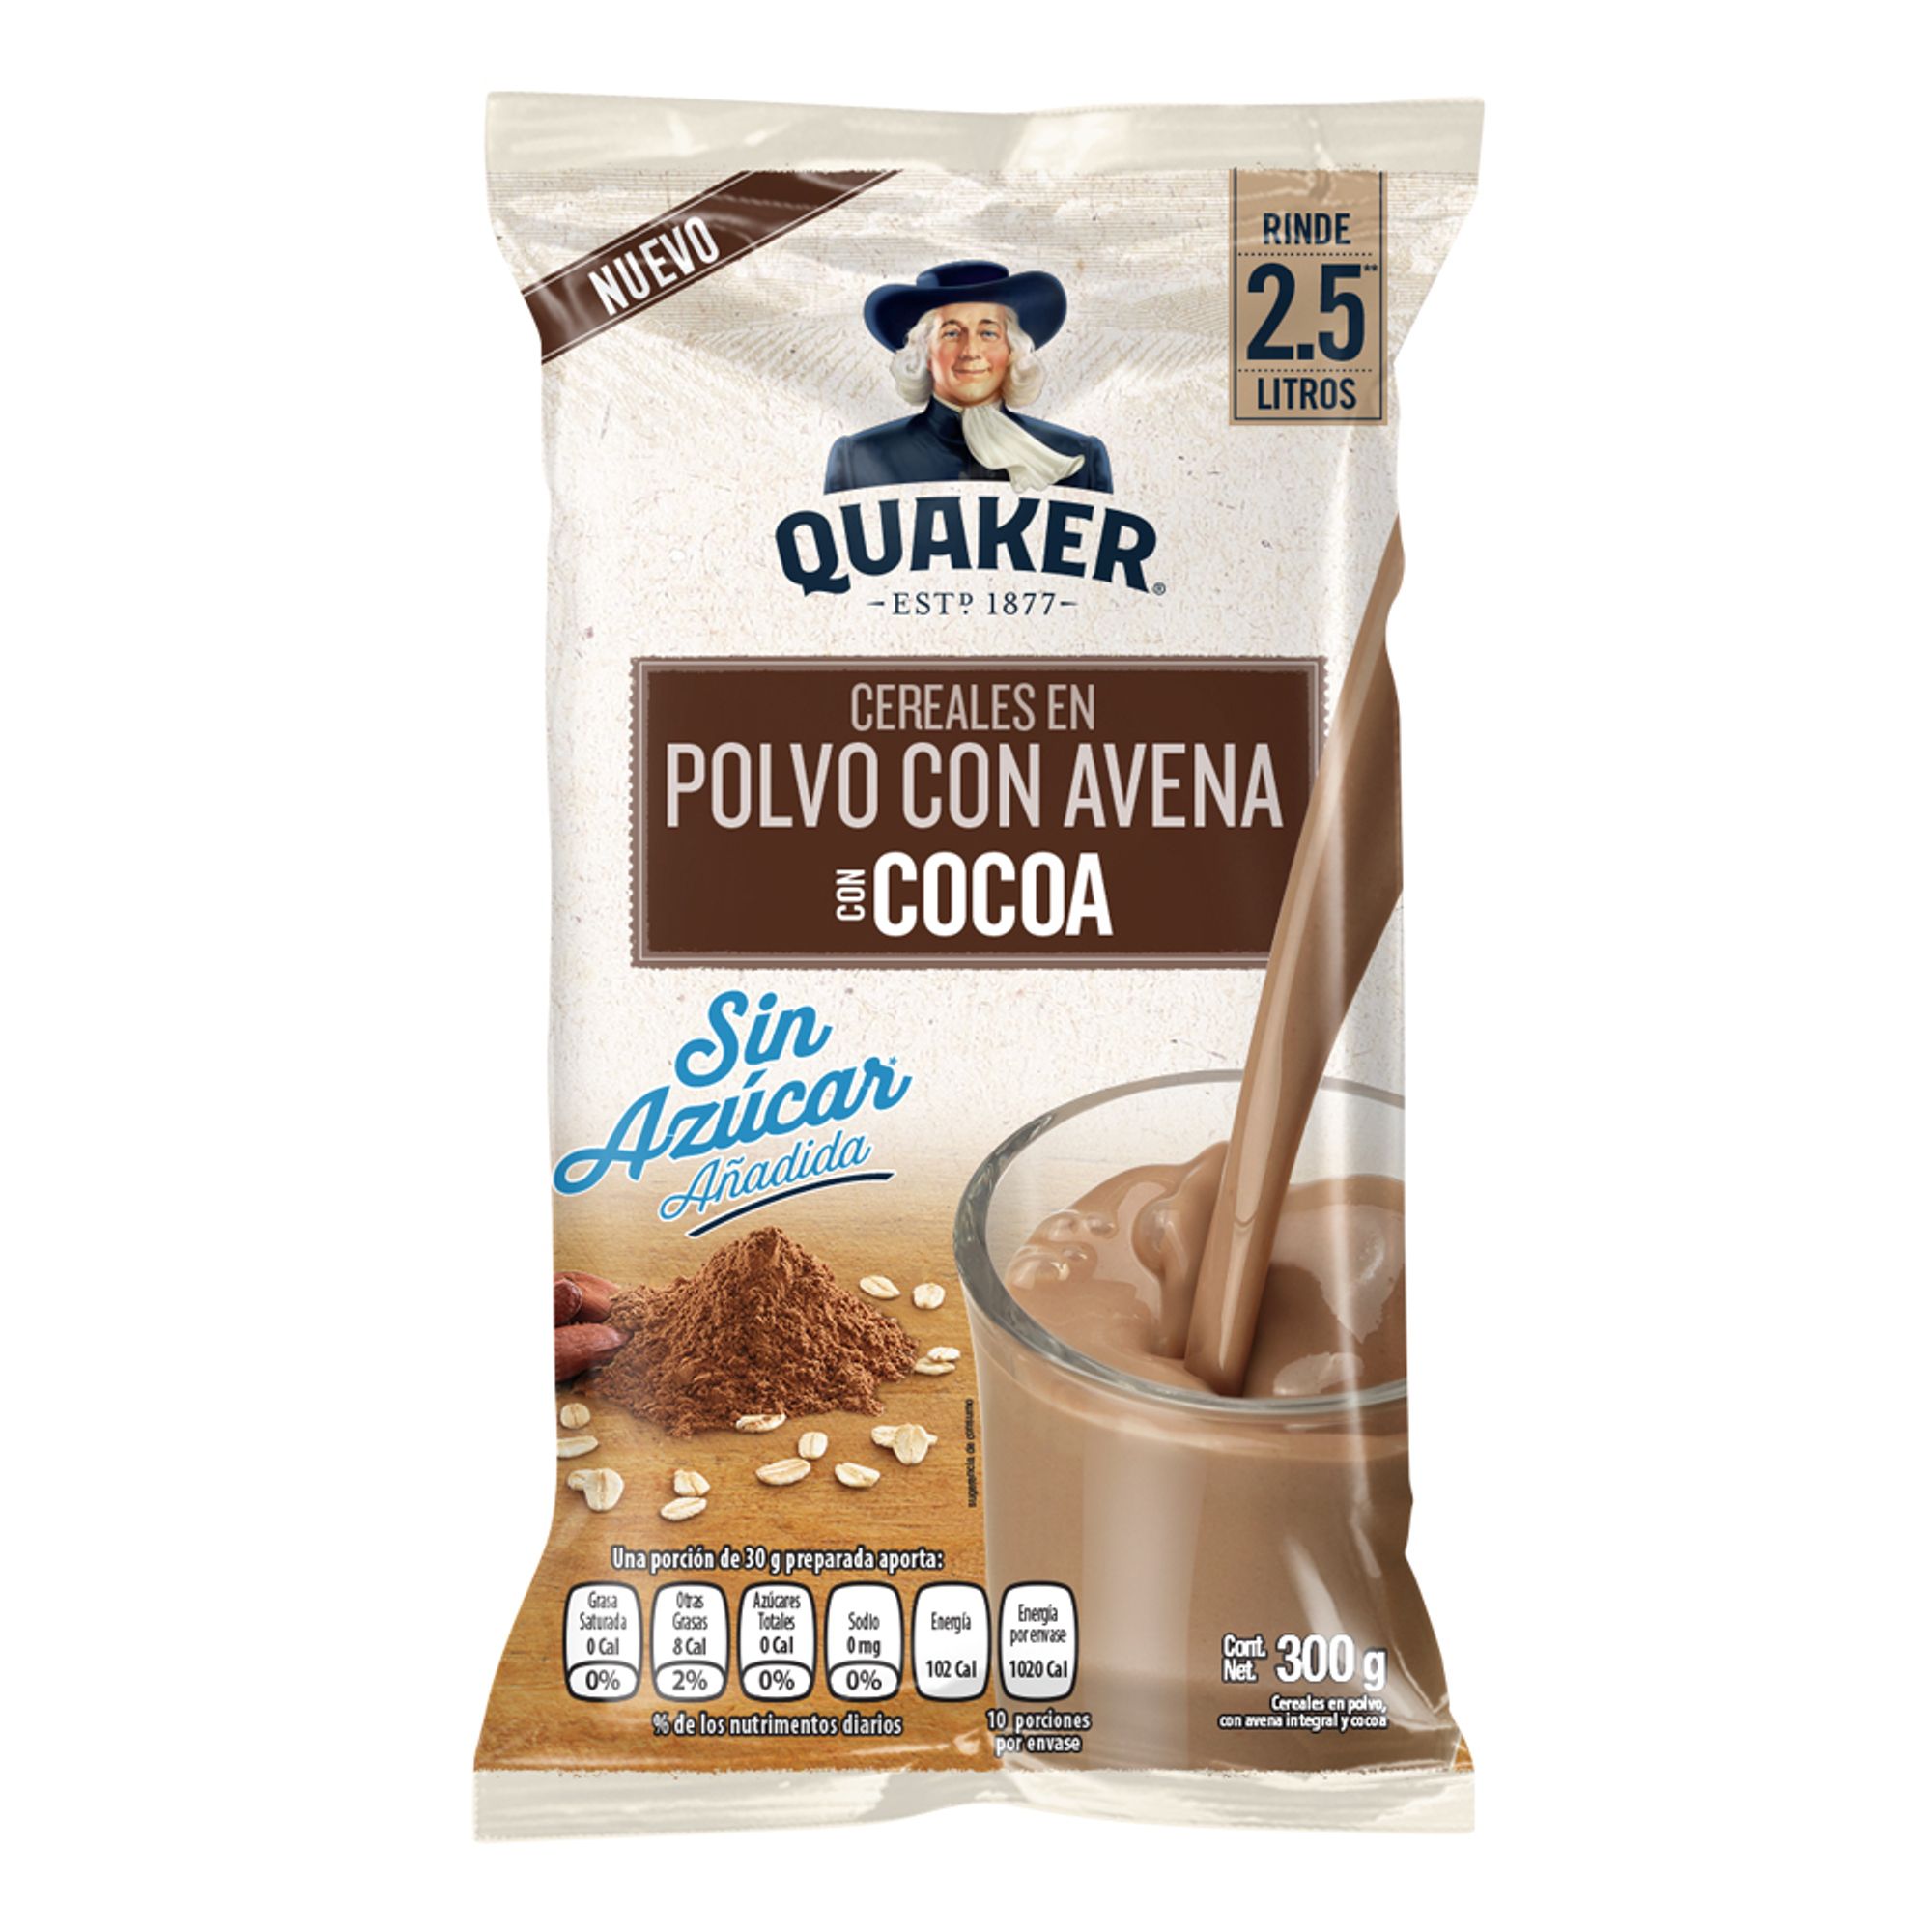 NUEVO
RINDE
2.5**
LITROS
QUAKER®
-ESTD. 1877-
CEREALES EN
POLVO CON AVENA
CON COCOA
Sin
Azúcar*
Añadida
sugerencia de consumo
Una porción de 30 g preparada aporta:
Grasa
Saturada
0 Cal
0%
Otras
Grasas
8 Cal
2%
Azúcares
Totales
0 Cal
0%
Sodio
0 mg
0%
Energía
102 Cal
Energía
por envase
1020 Cal
% de los nutrimentos diarios
10 porciones
por envase
Cont.
Net. 300 g
Cereales en polvo,
con avena integral y cocoa